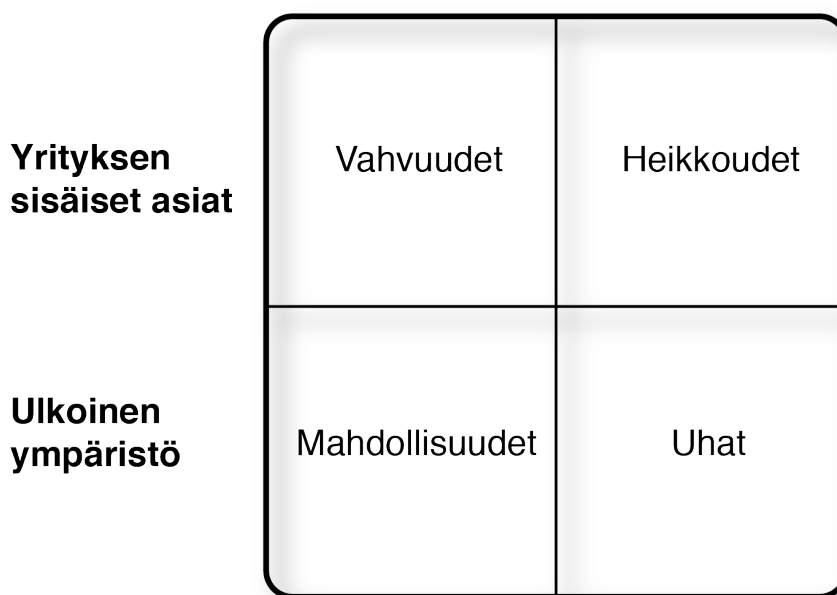 Yrityksen
sisäiset asiat
Vahvuudet
Heikkoudet
Ulkoinen
ympäristö
Mahdollisuudet
Uhat